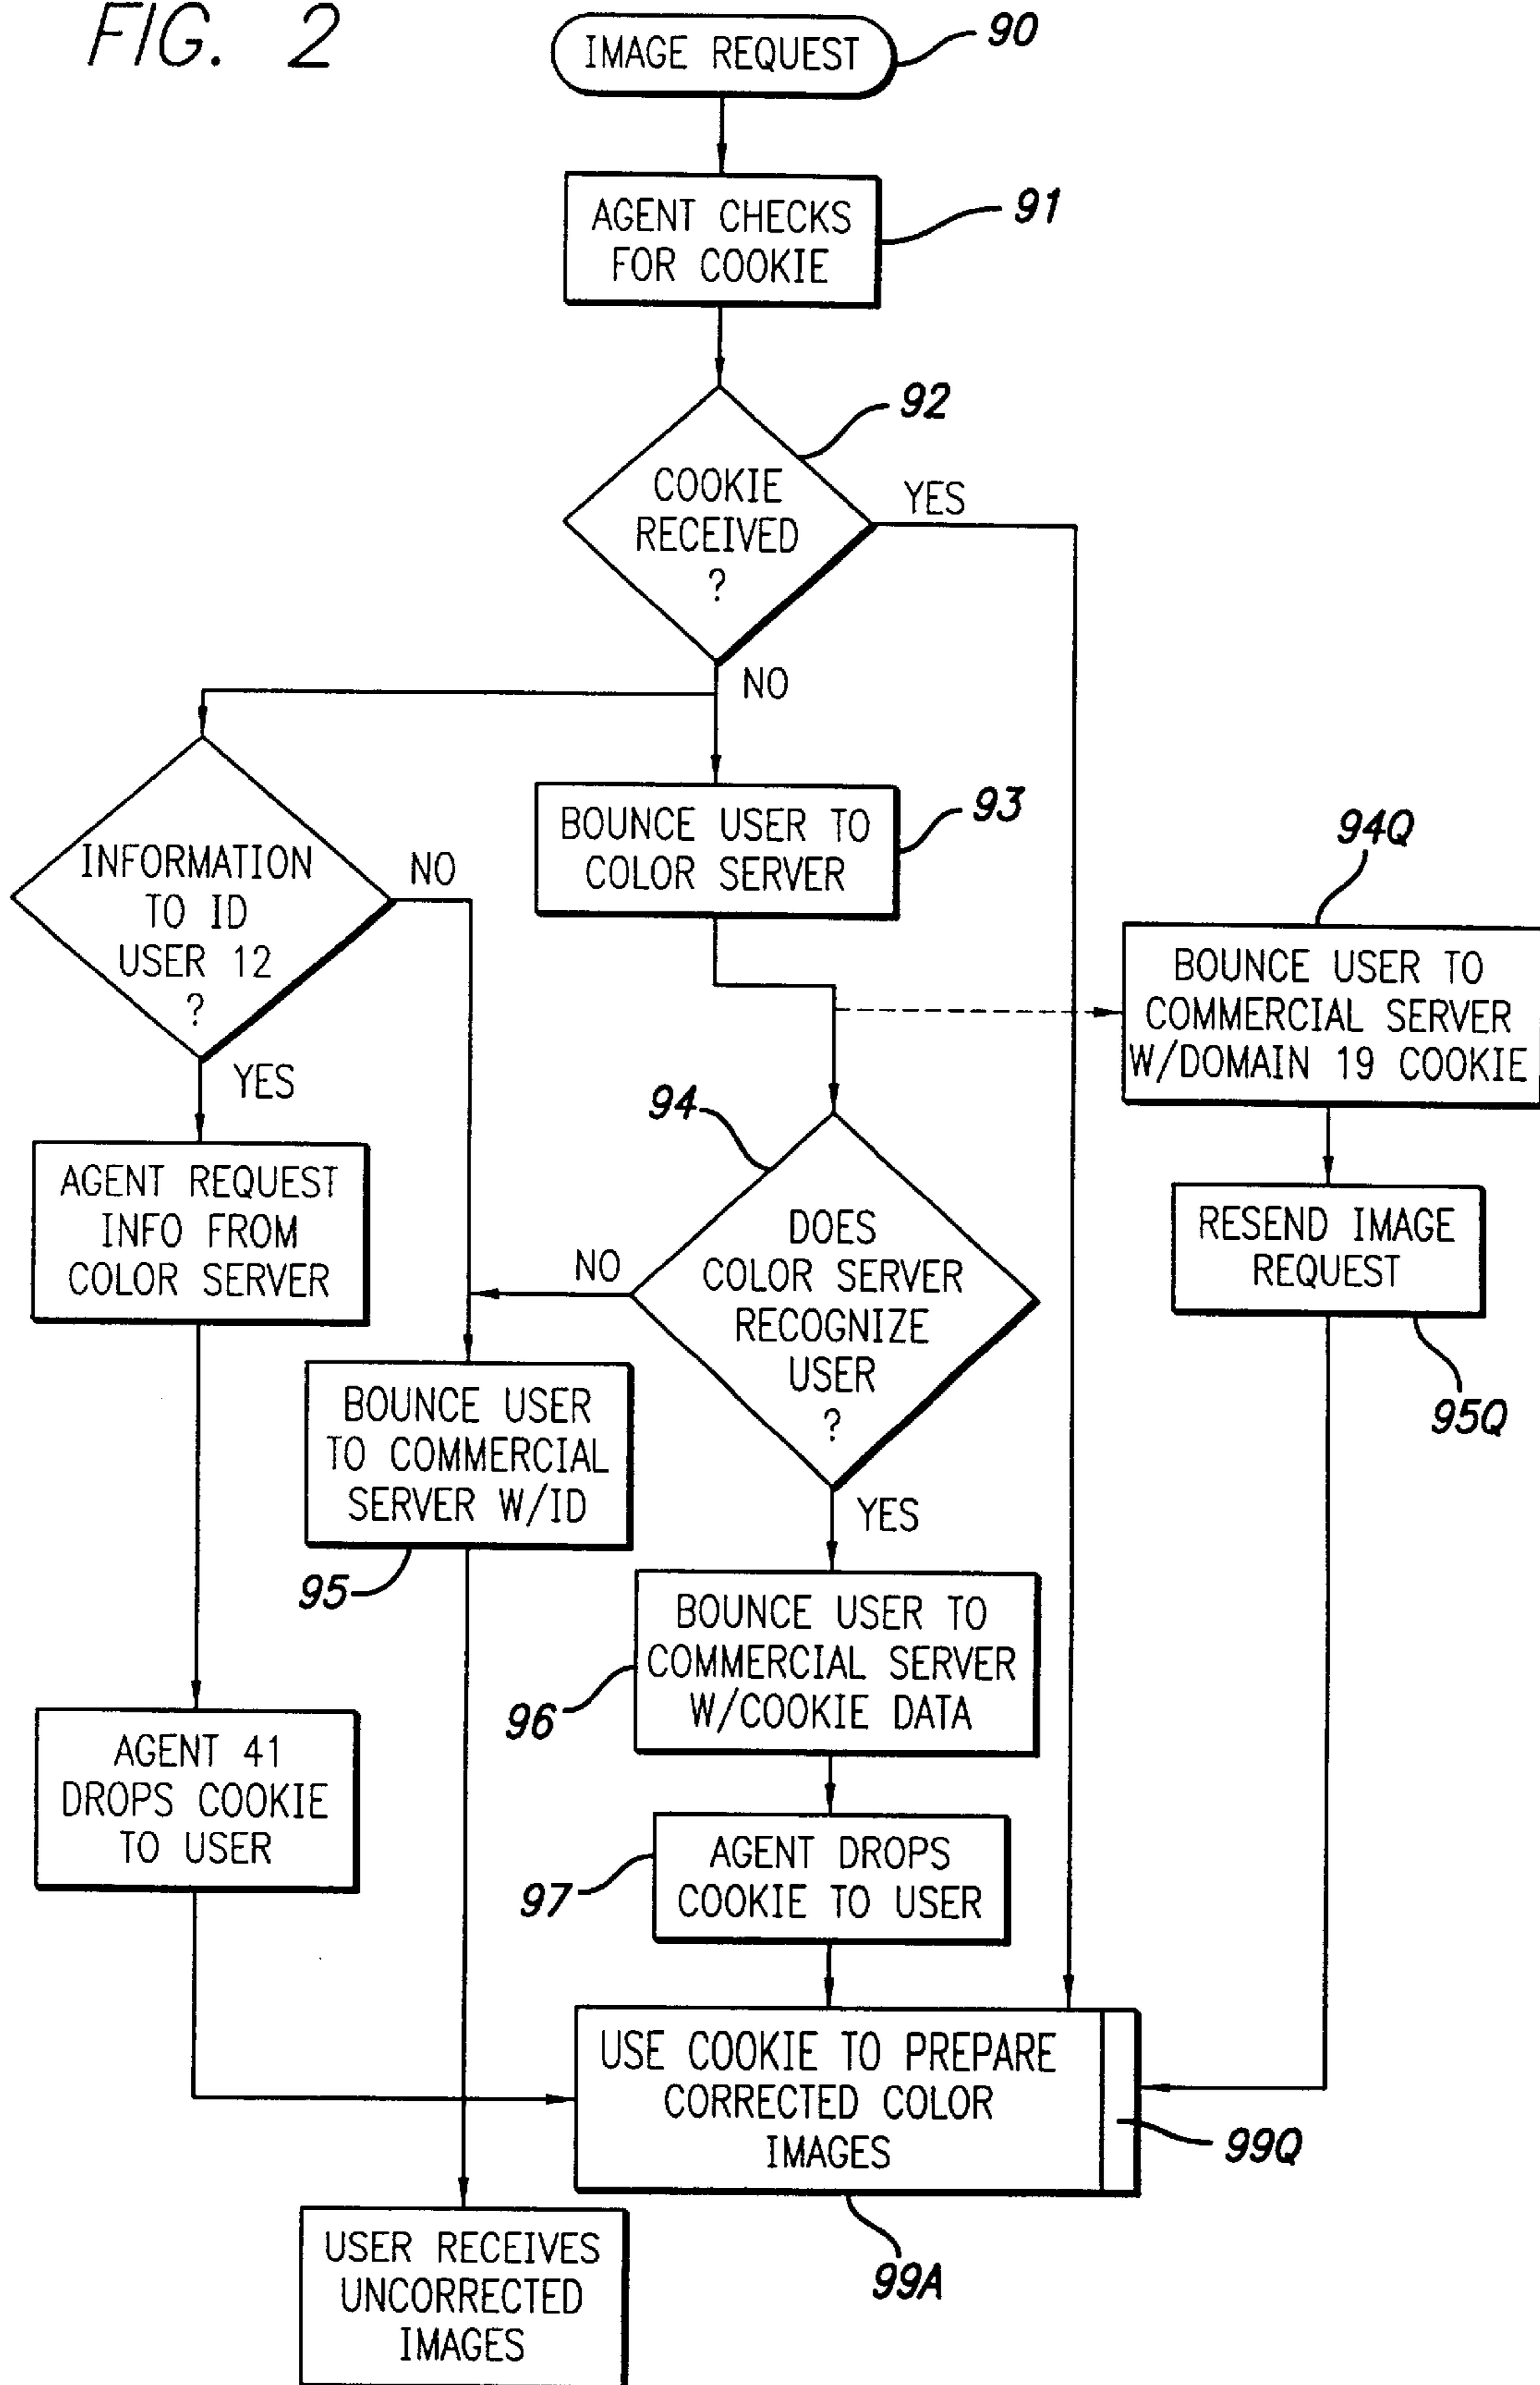 FIG. 2
IMAGE REQUEST
90
AGENT CHECKS
FOR COOKIE
91
92
COOKIE
RECEIVED
?
YES
NO
INFORMATION
TO ID
USER 12
?
NO
YES
BOUNCE USER TO
COLOR SERVER
93
94Q
BOUNCE USER TO
COMMERCIAL SERVER
W/DOMAIN 19 COOKIE
94
AGENT REQUEST
INFO FROM
COLOR SERVER
DOES
COLOR SERVER
RECOGNIZE
USER
?
NO
YES
RESEND IMAGE
REQUEST
95Q
BOUNCE USER
TO COMMERCIAL
SERVER W/ID
95
BOUNCE USER TO
COMMERCIAL SERVER
W/COOKIE DATA
96
AGENT 41
DROPS COOKIE
TO USER
AGENT DROPS
COOKIE TO USER
97
USE COOKIE TO PREPARE
CORRECTED COLOR
IMAGES
99Q
99A
USER RECEIVES
UNCORRECTED
IMAGES